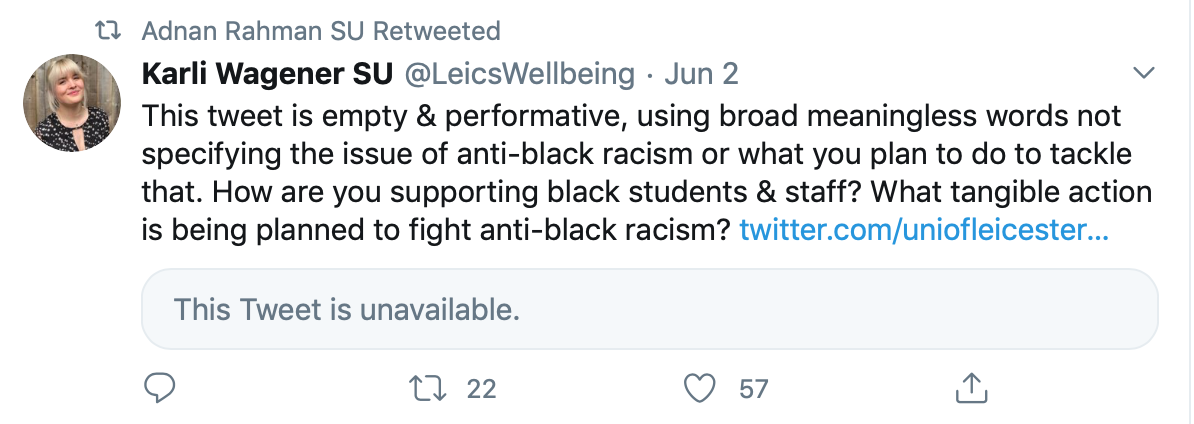 Adnan Rahman SU Retweeted
Karli Wagener SU @LeicsWellbeing · Jun 2
This tweet is empty & performative, using broad meaningless words not
specifying the issue of anti-black racism or what you plan to do to tackle
that. How are you supporting black students & staff? What tangible action
is being planned to fight anti-black racism? twitter.com/uniofleicester...
This Tweet is unavailable.
22 57